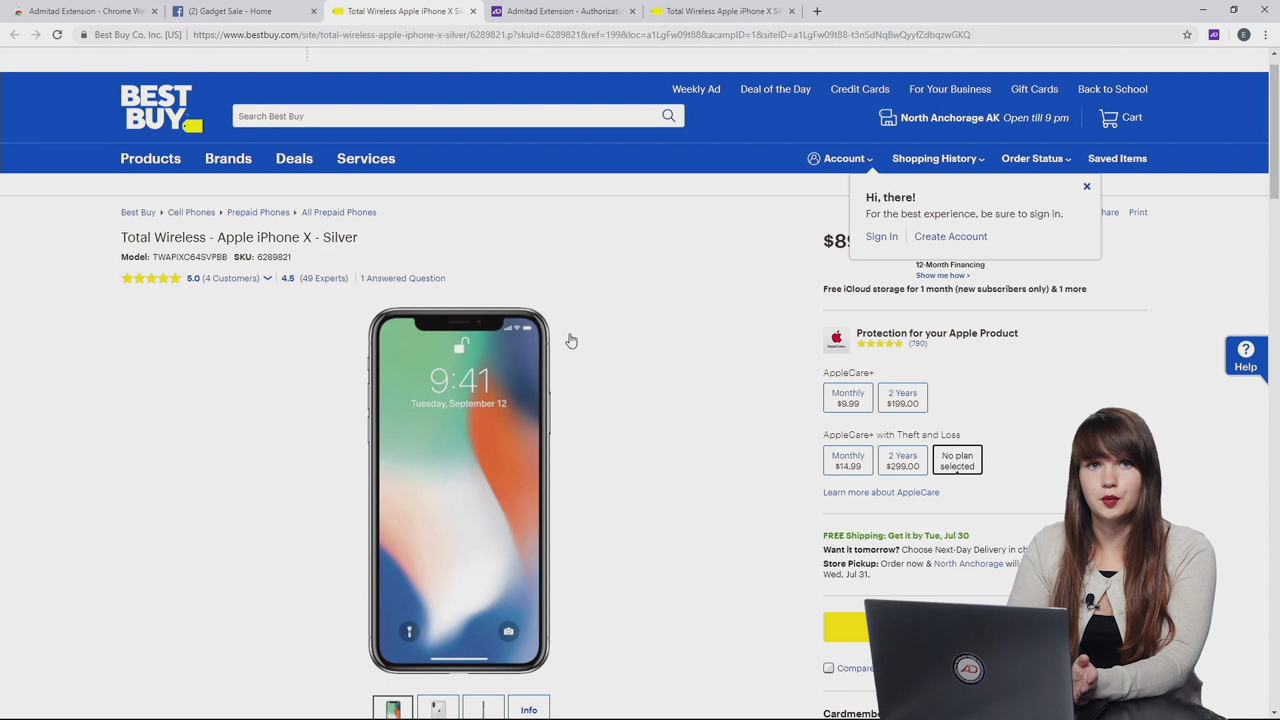 Admitad Extension - Chrome We
(2) Gadget Sale - Home
Total Wireless Apple iPhone X Sil
Admitad Extension - Authorizatio
Total Wireless Apple iPhone X Sil
Best Buy Co, Inc. [US]
https://www.bestbuy.com/site/total-wireless-apple-iphone-x-silver/6289821.p?skuId=6289821&ref=199&loc=a1LgFw09t88&acampID=1&siteID=a1LgFw09t88-t3nSdNqBwQyyfZdbqzwGKQ
E
Weekly Ad
Deal of the Day
Credit Cards
For Your Business
Gift Cards
Back to School
BEST
BUY
Search Best Buy
North Anchorage AK Open till 9 pm
Cart
Products
Brands
Deals
Services
Account
Shopping History
Order Status
Saved Items
Hi, there!
For the best experience, be sure to sign in.
Sign In
Create Account
Best Buy
Cell Phones
Prepaid Phones
All Prepaid Phones
hare
Print
Total Wireless - Apple iPhone X - Silver
Model: TWAPIXC64SVPBB SKU: 6289821
5.0 (4 Customers)
4.5 (49 Experts)
1 Answered Question
$89
12-Month Financing
Show me how >
Free iCloud storage for 1 month (new subscribers only) & 1 more
AppleCare+
Protection for your Apple Product
(790)
9:41
Tuesday, September 12
AppleCare+
Monthly
$9.99
2 Years
$199.00
AppleCare+ with Theft and Loss
Monthly
$14.99
2 Years
$299.00
No plan
selected
Learn more about AppleCare
?
Help
FREE Shipping: Get it by Tue, Jul 30
Want it tomorrow? Choose Next-Day Delivery in ch
Store Pickup: Order now & North Anchorage will
Wed, Jul 31.
Compare
AD
Info
Cardmember